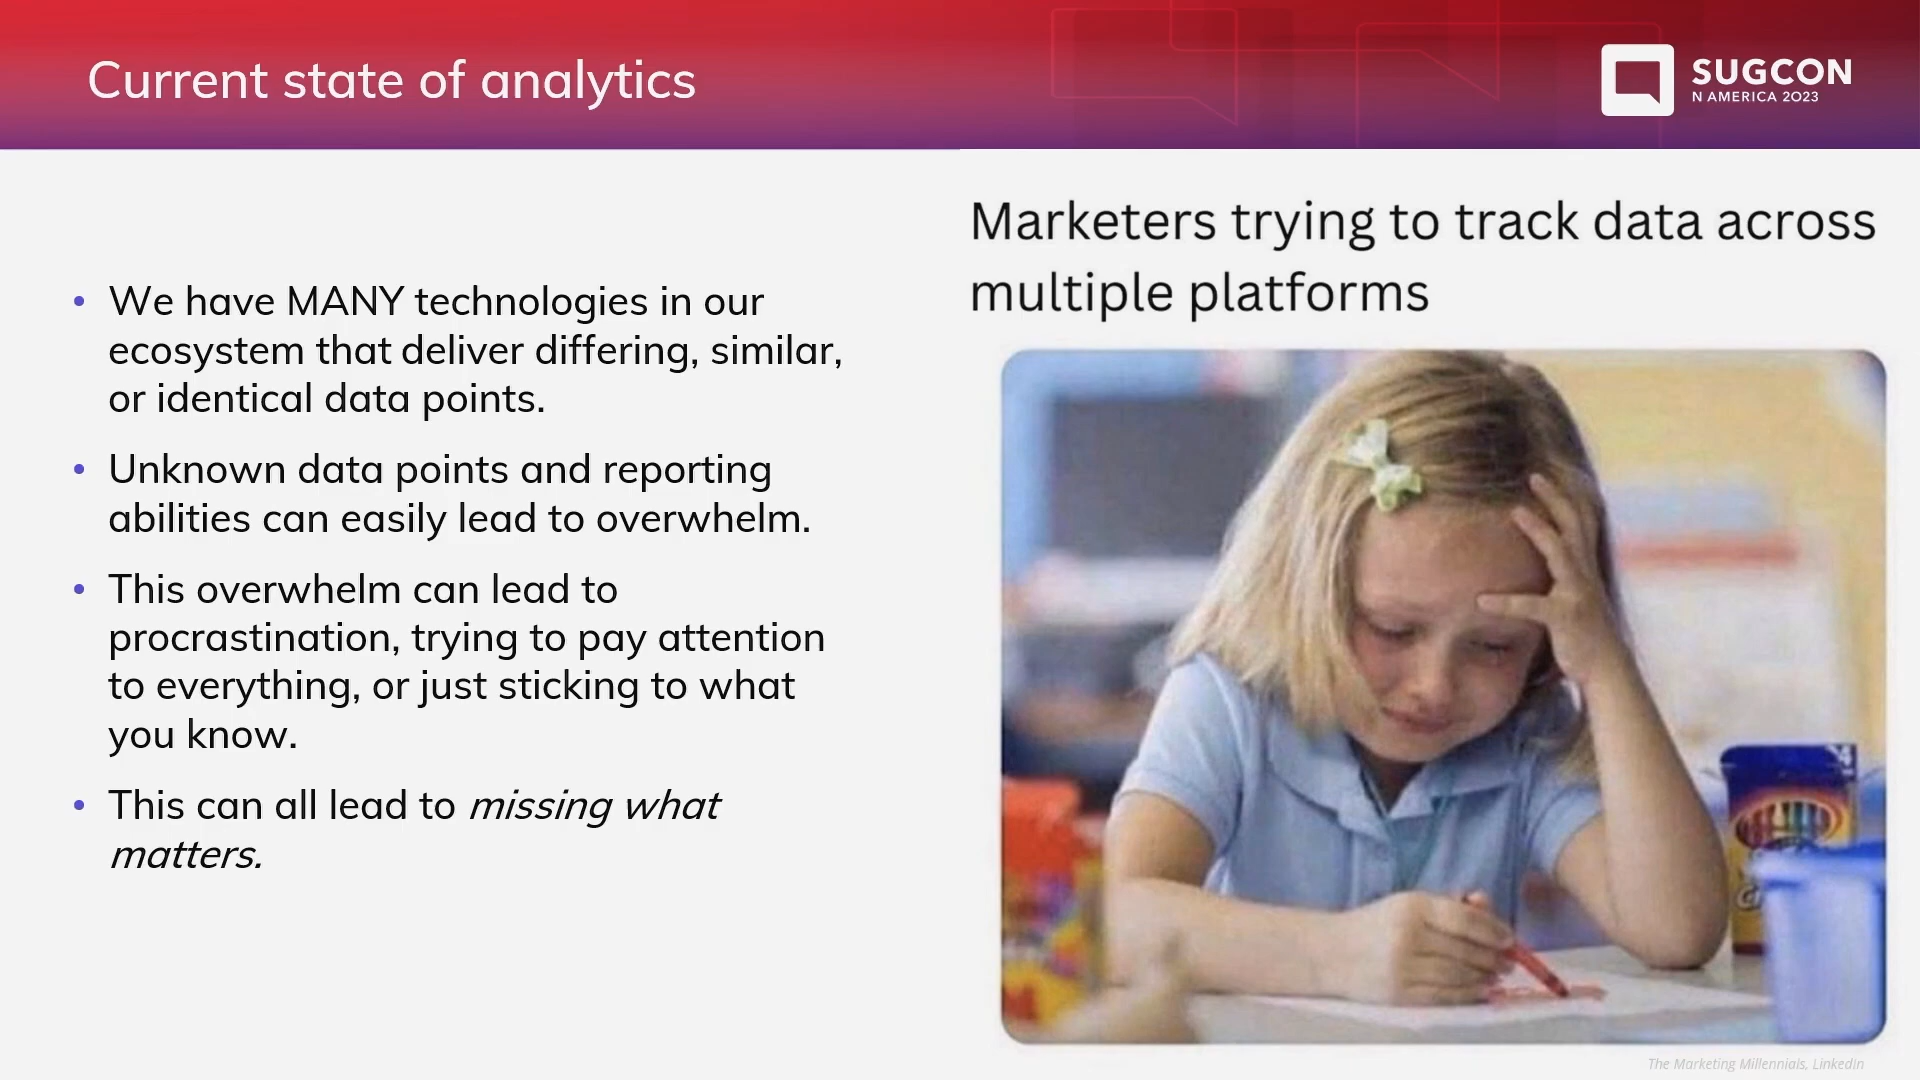 Current state of analytics
SUGCON
N AMERICA 2023
• We have MANY technologies in our
ecosystem that deliver differing, similar,
or identical data points.
• Unknown data points and reporting
abilities can easily lead to overwhelm.
• This overwhelm can lead to
procrastination, trying to pay attention
to everything, or just sticking to what
you know.
• This can all lead to missing what
matters.
Marketers trying to track data across
multiple platforms
The Marketing Millennials, LinkedIn